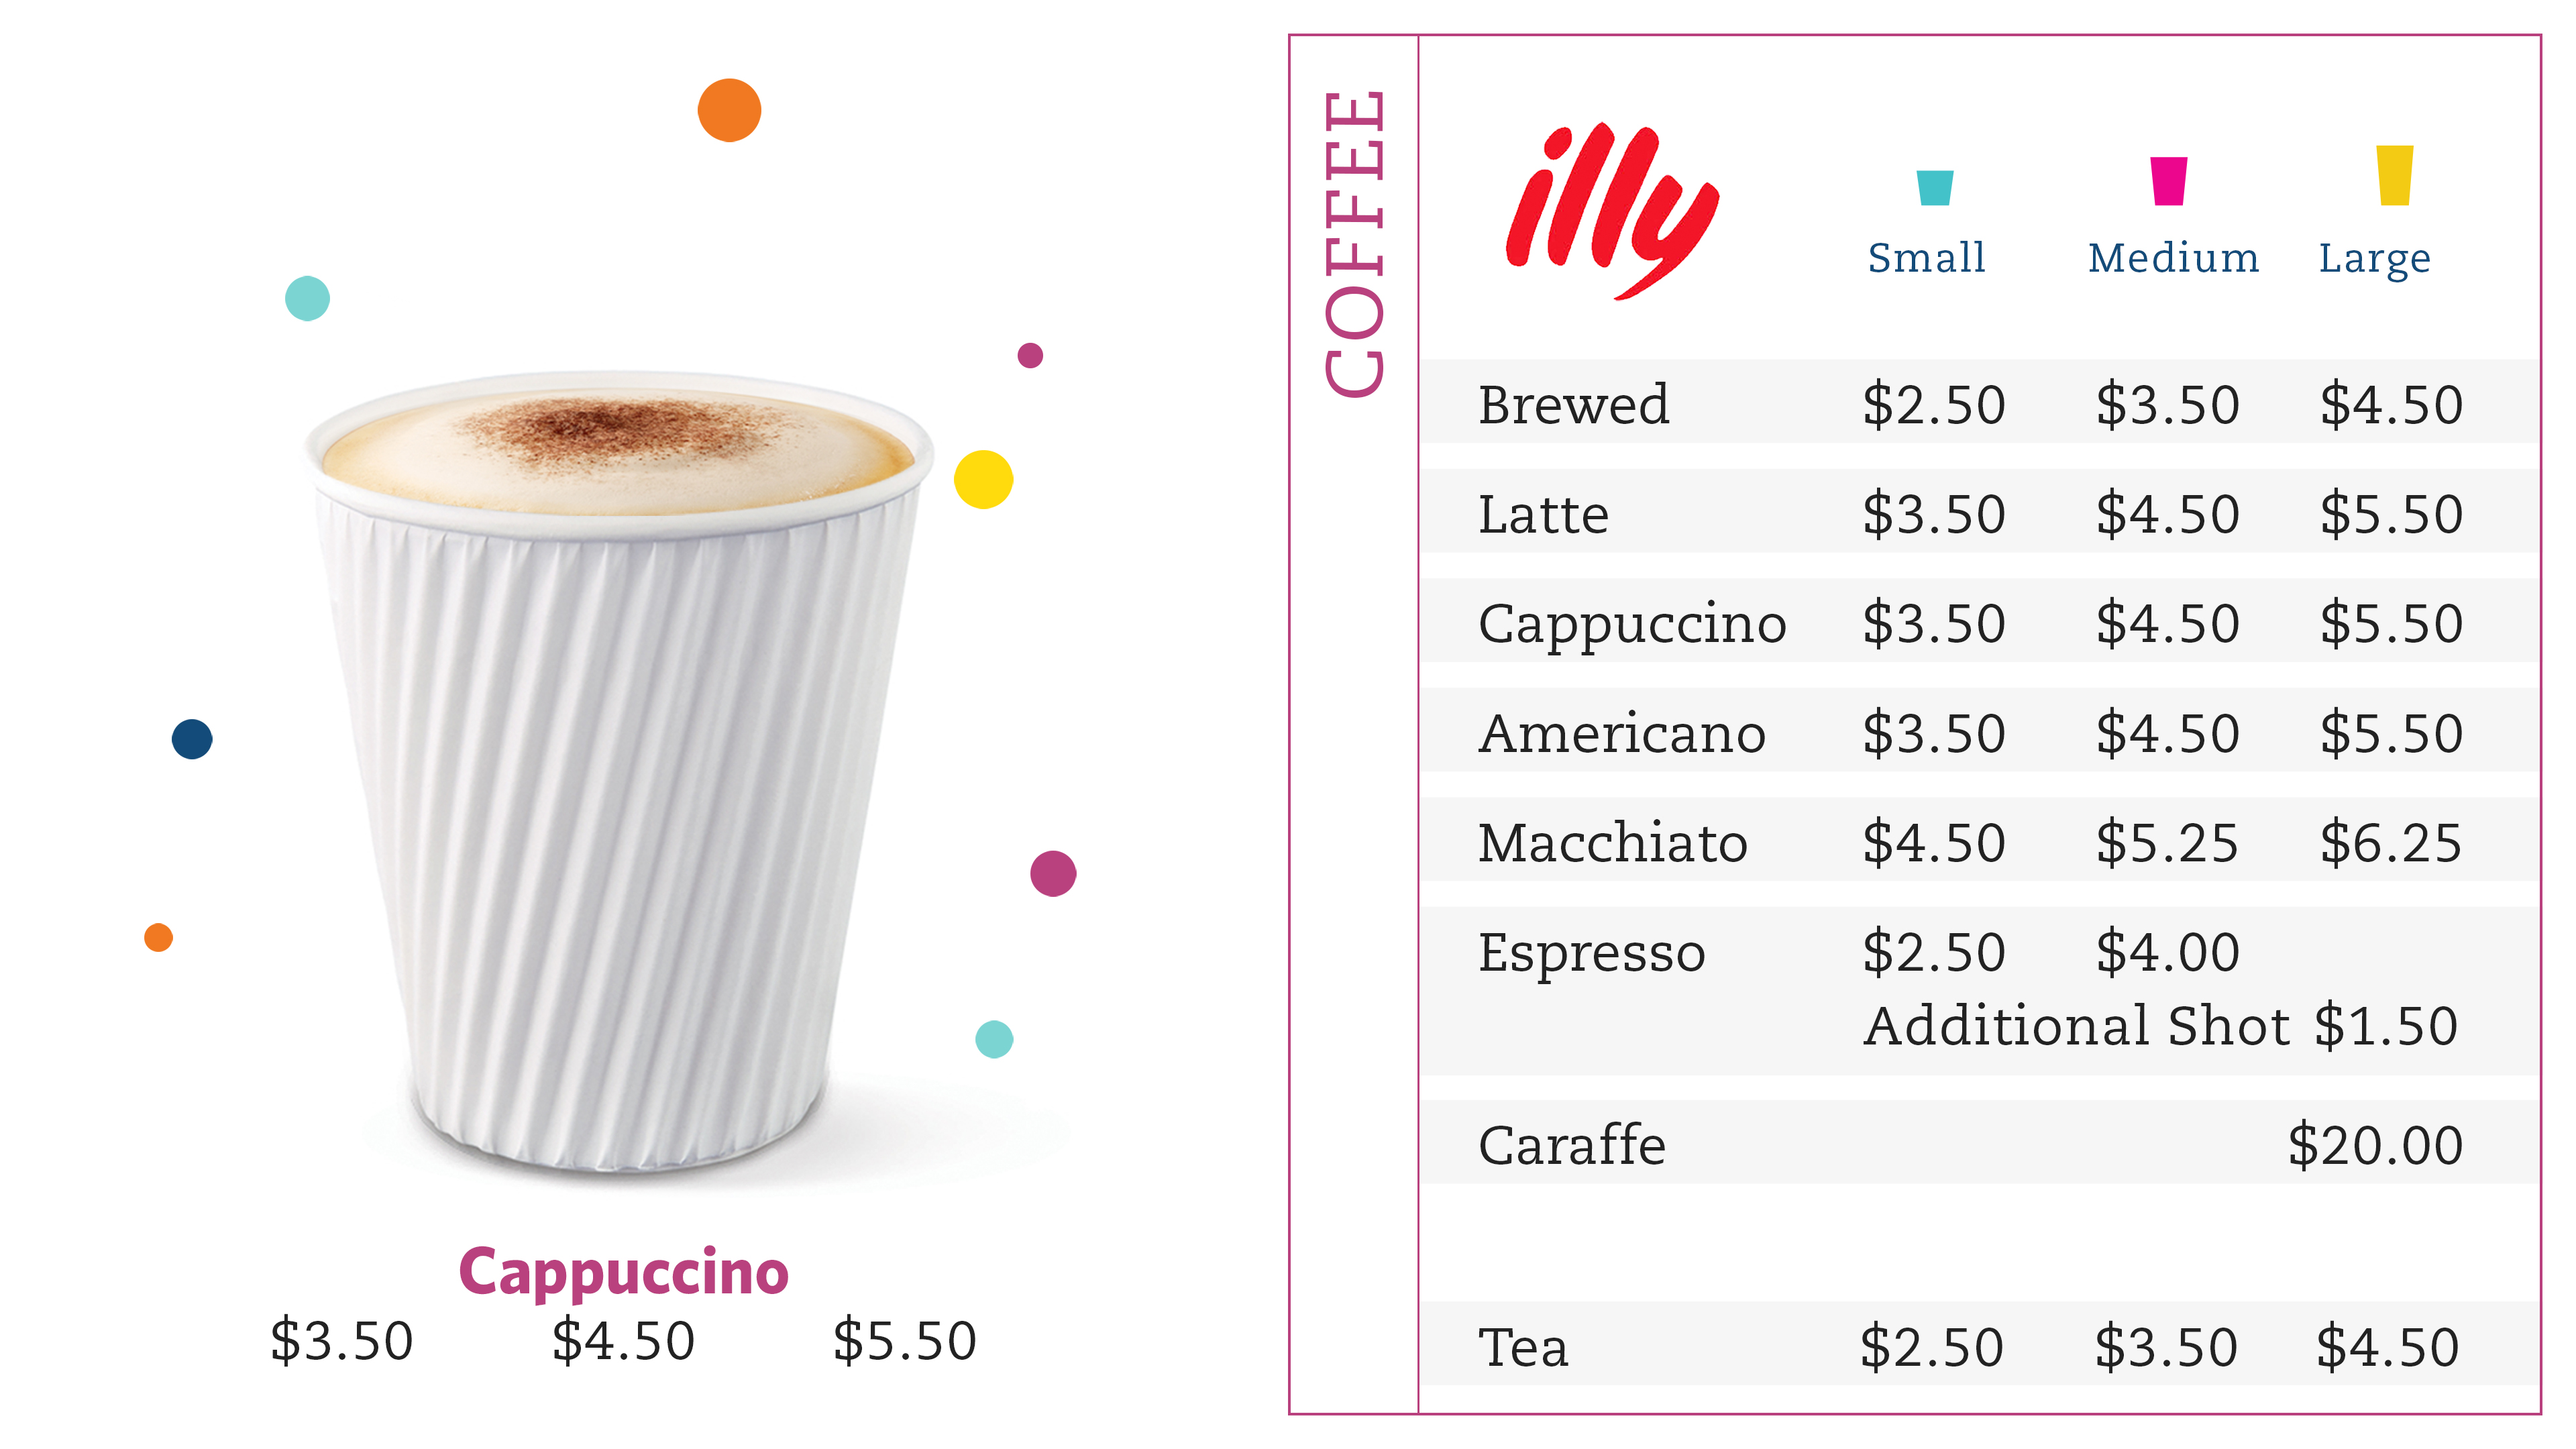 Cappuccino
$3.50 $4.50 $5.50
COFFEE
illy
Small Medium Large
Brewed $2.50 $3.50 $4.50
Latte $3.50 $4.50 $5.50
Cappuccino $3.50 $4.50 $5.50
Americano $3.50 $4.50 $5.50
Macchiato $4.50 $5.25 $6.25
Espresso $2.50 $4.00
Additional Shot $1.50
Caraffe $20.00
Tea $2.50 $3.50 $4.50